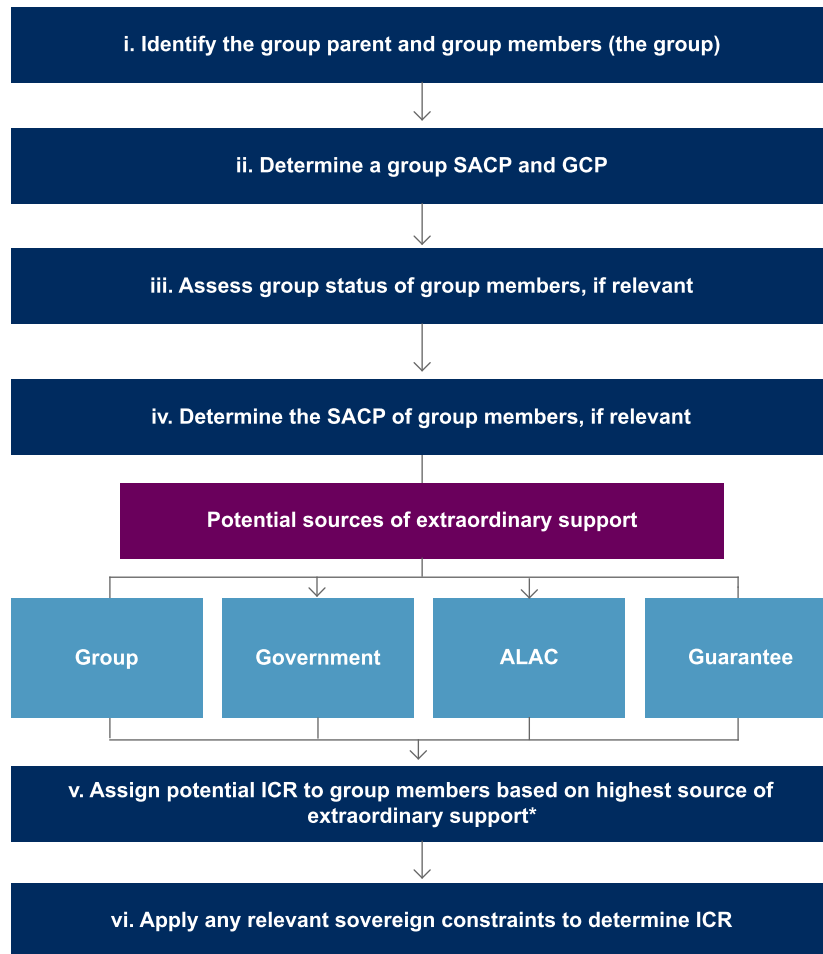 i. Identify the group parent and group members (the group)
ii. Determine a group SACP and GCP
iii. Assess group status of group members, if relevant
iv. Determine the SACP of group members, if relevant
Potential sources of extraordinary support
Group
Government
ALAC
Guarantee
v. Assign potential ICR to group members based on highest source of
extraordinary support*
vi. Apply any relevant sovereign constraints to determine ICR